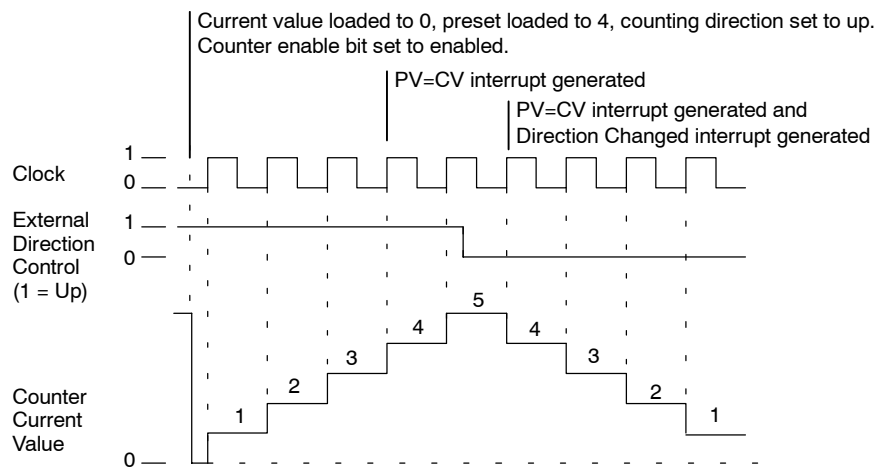 Current value loaded to 0, preset loaded to 4, counting direction set to up.
Counter enable bit set to enabled.
PV=CV interrupt generated
PV=CV interrupt generated and
Direction Changed interrupt generated
Clock
1
0
External
Direction
Control
(1 = Up)
1
0
Counter
Current
Value
0
1
2
3
4
5
4
3
2
1